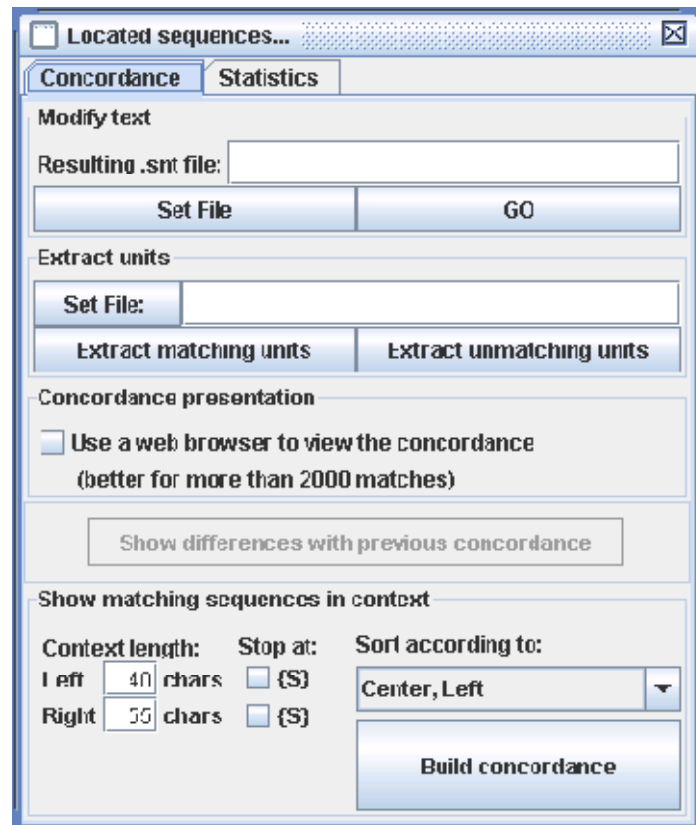 Located sequences...
Concordance Statistics
Modify text
Resulting .snt file:
Set File GO
Extract units
Set File:
Extract matching units Extract unmatching units
Concordance presentation
Use a web browser to view the concordance
(better for more than 2000 matches)
Show differences with previous concordance
Show matching sequences in context
Context length: Stop at: Sort according to:
Left 40 chars {S} Center, Left
Right 55 chars {S}
Build concordance